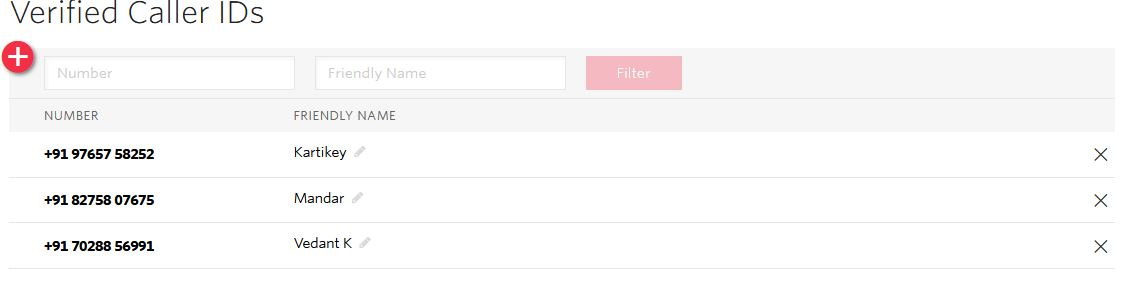 Verified Caller IDs
Number Friendly Name Filter
NUMBER FRIENDLY NAME
+91 97657 58252 Kartikey
+91 82758 07675 Mandar
+91 70288 56991 Vedant K